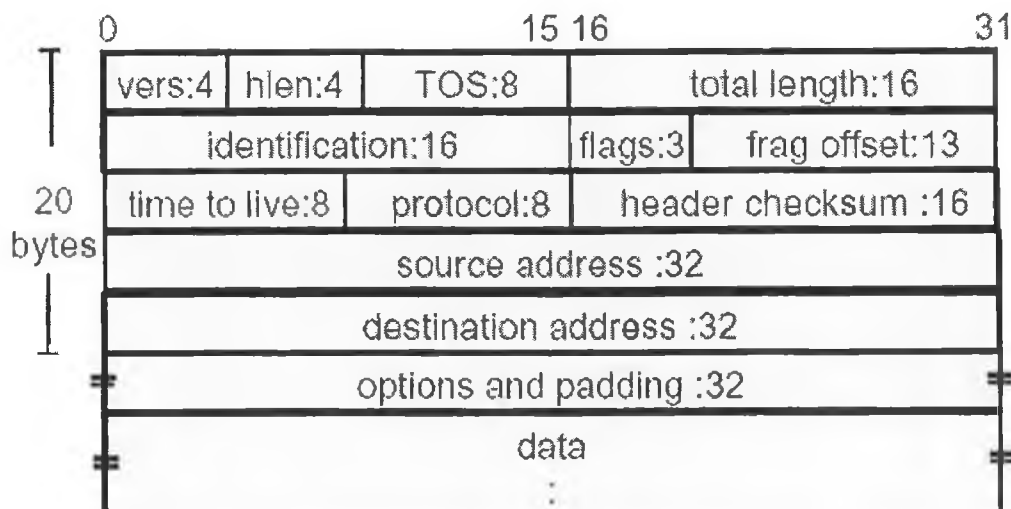 0 15 16 31
vers:4 hlen:4 TOS:8 total length:16
identification:16 flags:3 frag offset:13
20 time to live:8 protocol:8 header checksum :16
bytes source address :32
destination address :32
options and padding :32
data